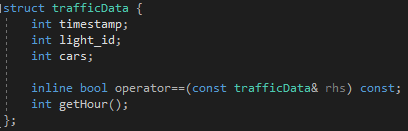 struct trafficData {
    int timestamp;
    int light_id;
    int cars;

    inline bool operator==(const trafficData& rhs) const;
    int getHour();
};